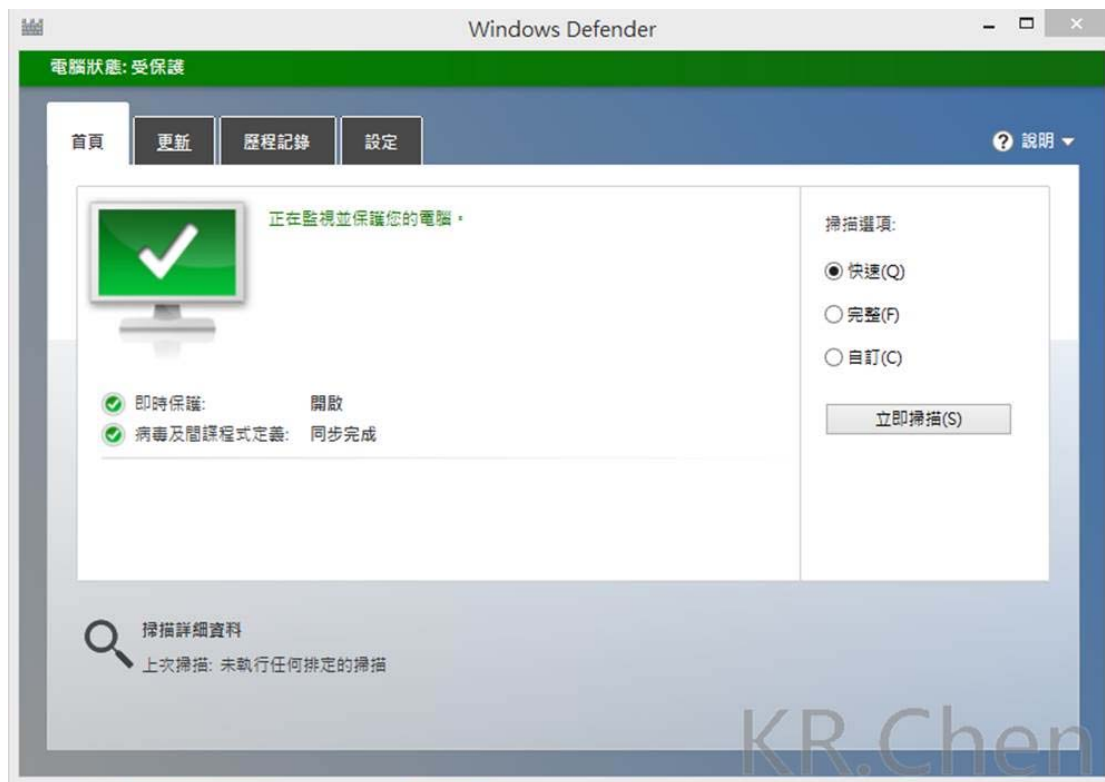 Windows Defender
電腦狀態: 受保護
首頁 更新 歷程記錄 設定 說明
正在監視並保護您的電腦。
掃描選項:
快速(Q)
完整(F)
自訂(C)
立即掃描(S)
即時保護: 開啟
病毒及間諜程式定義: 同步完成
掃描詳細資料
上次掃描: 未執行任何排定的掃描
KR.Chen